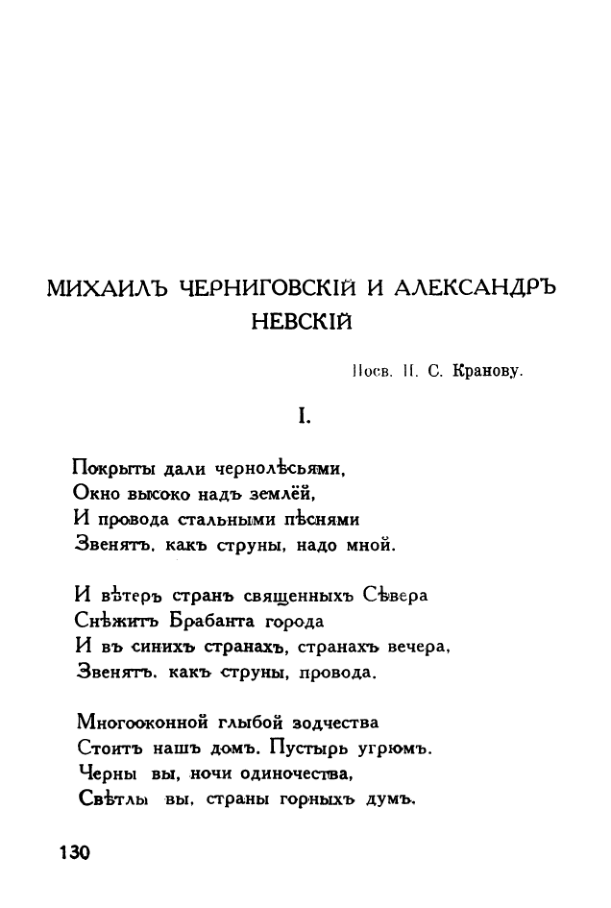 МИХАИЛЪ ЧЕРНИГОВСКІЙ И АЛЕКСАНДРЪ
НЕВСКІЙ
Посв. П. С. Кранову.
I.
Покрыты дали чернолѣсьями,
Окно высоко надъ землёй,
И провода стальными пѣснями
Звенятъ. какъ струны, надо мной.
И вѣтеръ странъ священныхъ Сѣвера
Снѣжитъ Брабанта города
И въ синихъ странахъ, странахъ вечера,
Звенятъ. какъ струны, провода.
Многооконной глыбой зодчества
Стоитъ нашъ домъ. Пустырь угрюмъ.
Черны вы, ночи одиночества,
Свѣтлы вы, страны горныхъ думъ.
130